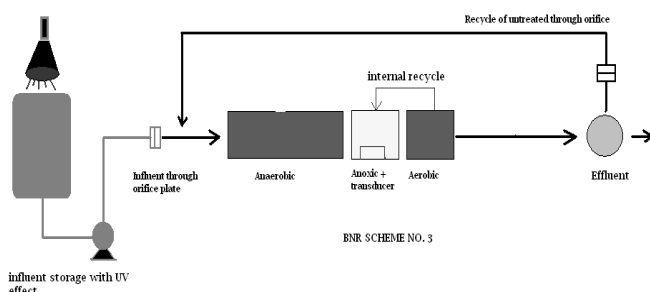 Recycle of untreated through orifice
internal recycle
Influent through
orifice plate
Anaerobic
Anoxic +
transducer
Aerobic
Effluent
BNR SCHEME NO. 3
influent storage with UV
effect